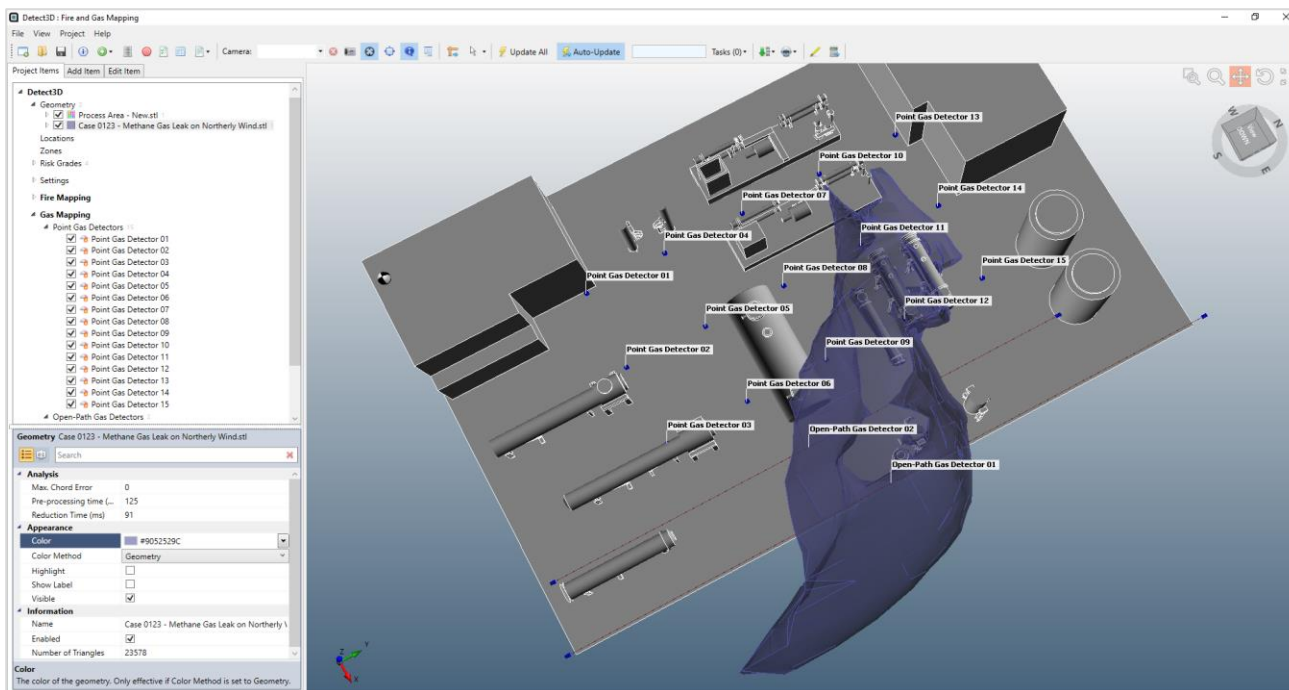 Detect3D : Fire and Gas Mapping
File View Project Help
Camera:
Update All
Auto-Update
Tasks (0)
Project Items
Add Item
Edit Item
Detect3D
Geometry
Process Area - New.stl
Case 0123 - Methane Gas Leak on Northerly Wind.stl
Locations
Zones
Risk Grades
Settings
Fire Mapping
Gas Mapping
Point Gas Detectors
Point Gas Detector 01
Point Gas Detector 02
Point Gas Detector 03
Point Gas Detector 04
Point Gas Detector 05
Point Gas Detector 06
Point Gas Detector 07
Point Gas Detector 08
Point Gas Detector 09
Point Gas Detector 10
Point Gas Detector 11
Point Gas Detector 12
Point Gas Detector 13
Point Gas Detector 14
Point Gas Detector 15
Open-Path Gas Detectors
Geometry Case 0123 - Methane Gas Leak on Northerly Wind.stl
Search
Analysis
Max. Chord Error 0
Pre-processing time (... 125
Reduction Time (ms) 91
Appearance
Color #9052529C
Color Method Geometry
Highlight
Show Label
Visible
Information
Name Case 0123 - Methane Gas Leak on Northerly
Enabled
Number of Triangles 23578
Color
The color of the geometry. Only effective if Color Method is set to Geometry.
Point Gas Detector 13
Point Gas Detector 10
Point Gas Detector 14
Point Gas Detector 07
Point Gas Detector 11
Point Gas Detector 04
Point Gas Detector 15
Point Gas Detector 08
Point Gas Detector 01
Point Gas Detector 12
Point Gas Detector 05
Point Gas Detector 09
Point Gas Detector 02
Point Gas Detector 06
Point Gas Detector 03
Open-Path Gas Detector 02
Open-Path Gas Detector 01
W
N
S
E
Z
Y
X